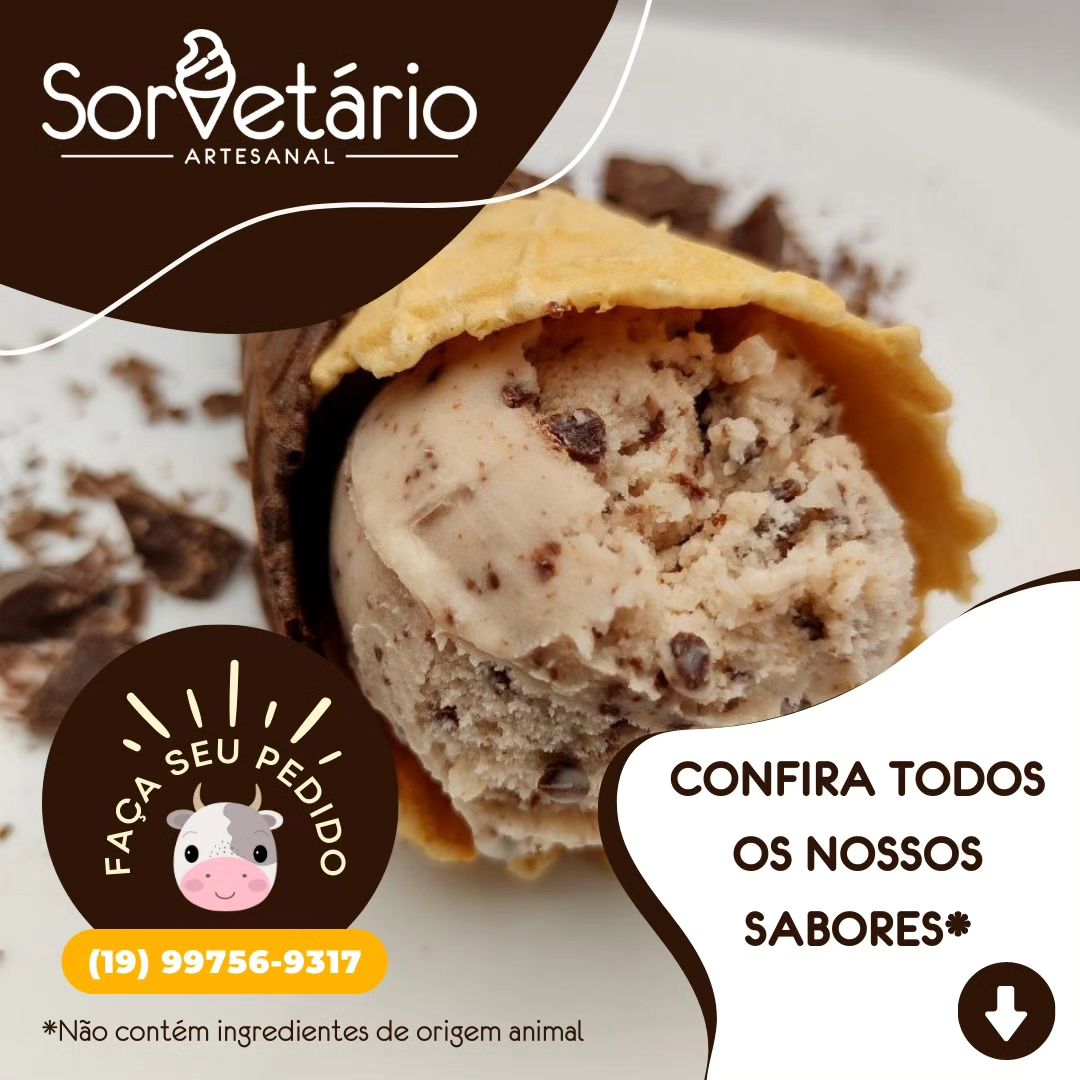 Sorvetário
ARTESANAL
FAÇA SEU PEDIDO
(19) 99756-9317
*Não contém ingredientes de origem animal
CONFIRA TODOS
OS NOSSOS
SABORES*